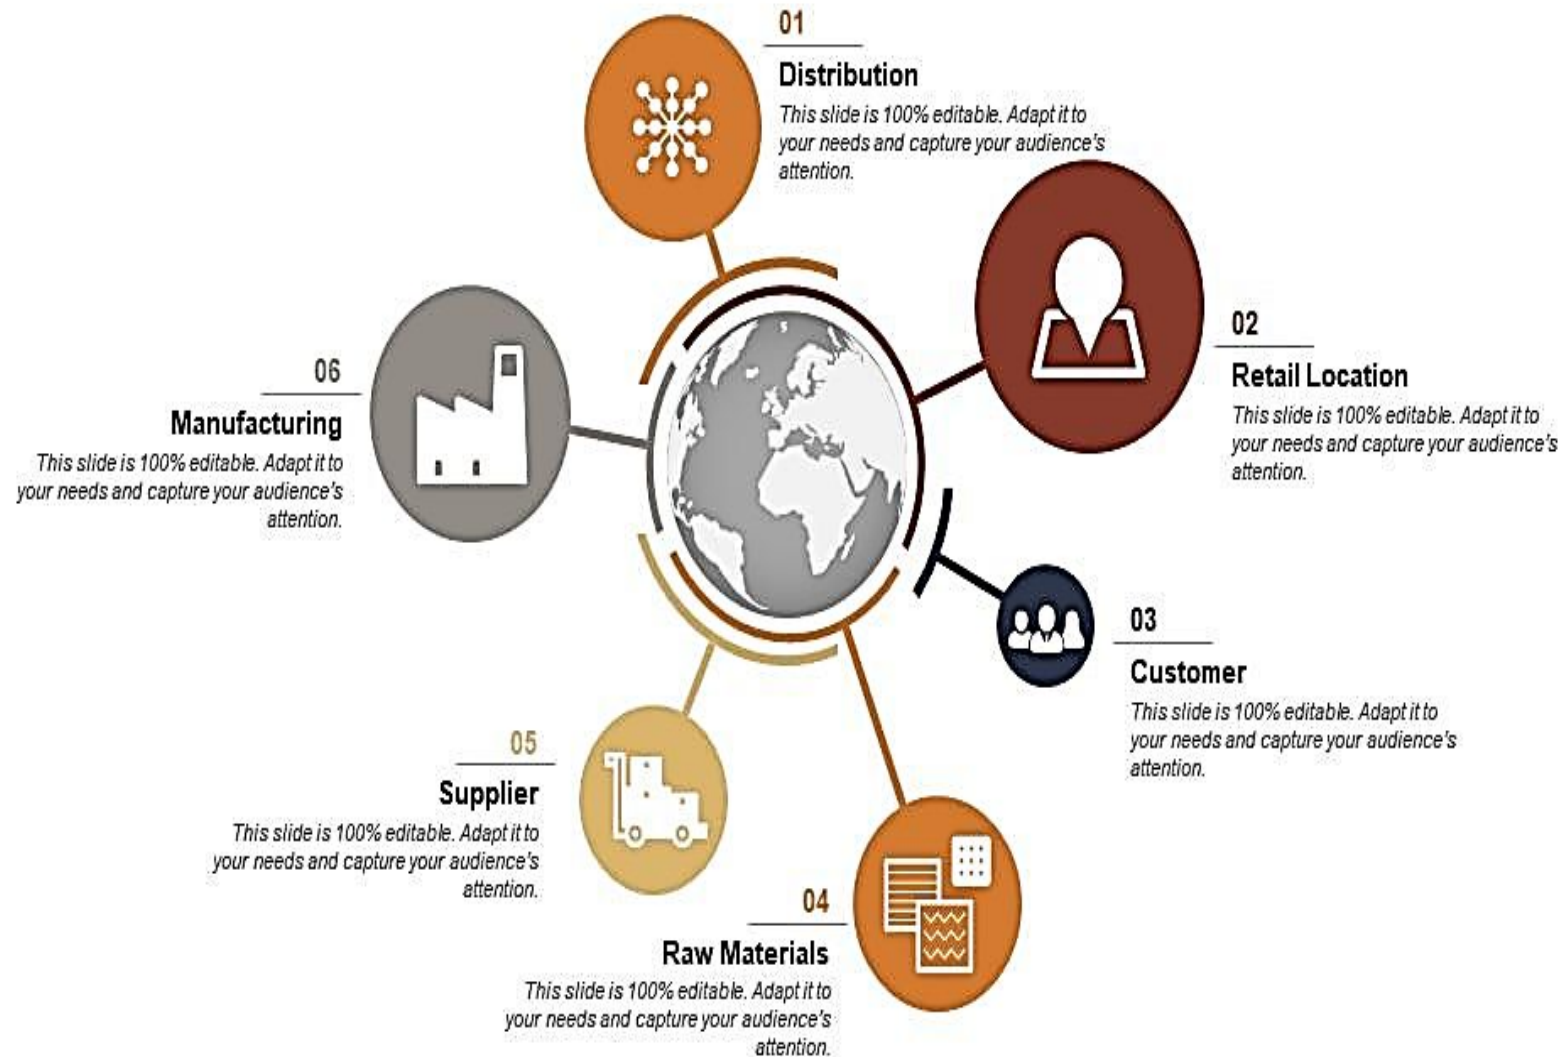 01
Distribution
This slide is 100% editable. Adapt it to
your needs and capture your audience's
attention.
02
Retail Location
This slide is 100% editable. Adapt it to
your needs and capture your audience's
attention.
03
Customer
This slide is 100% editable. Adapt it to
your needs and capture your audience's
attention.
04
Raw Materials
This slide is 100% editable. Adapt it to
your needs and capture your audience's
attention.
05
Supplier
This slide is 100% editable. Adapt it to
your needs and capture your audience's
attention.
06
Manufacturing
This slide is 100% editable. Adapt it to
your needs and capture your audience's
attention.